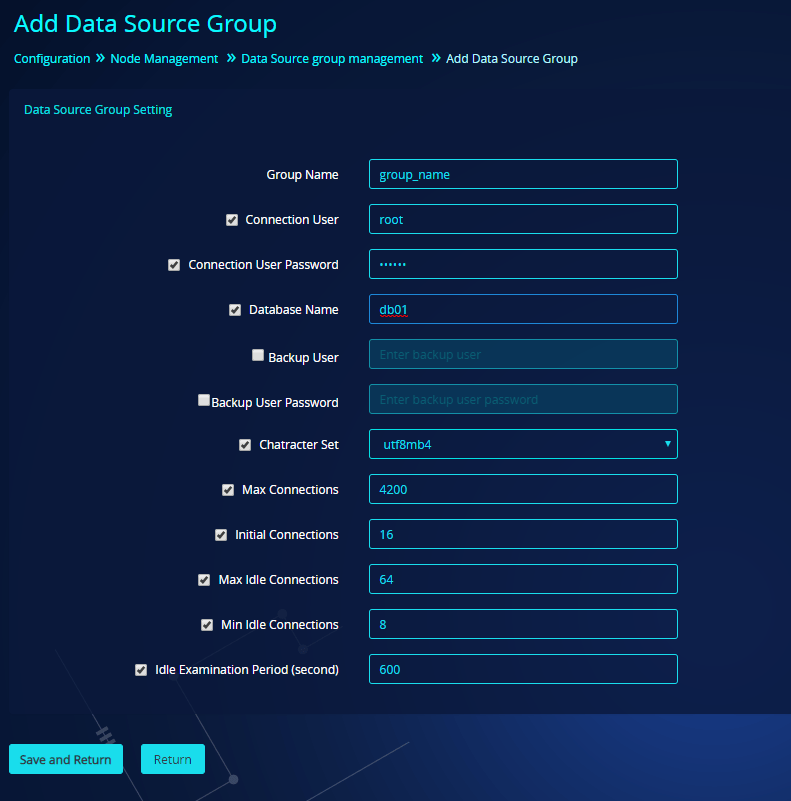 Add Data Source Group
Configuration » Node Management » Data Source group management » Add Data Source Group
Data Source Group Setting
Group Name group_name
Connection User root
Connection User Password ••••••
Database Name db01
Backup User Enter backup user
Backup User Password Enter backup user password
Chatracter Set utf8mb4
Max Connections 4200
Initial Connections 16
Max Idle Connections 64
Min Idle Connections 8
Idle Examination Period (second) 600
Save and Return Return